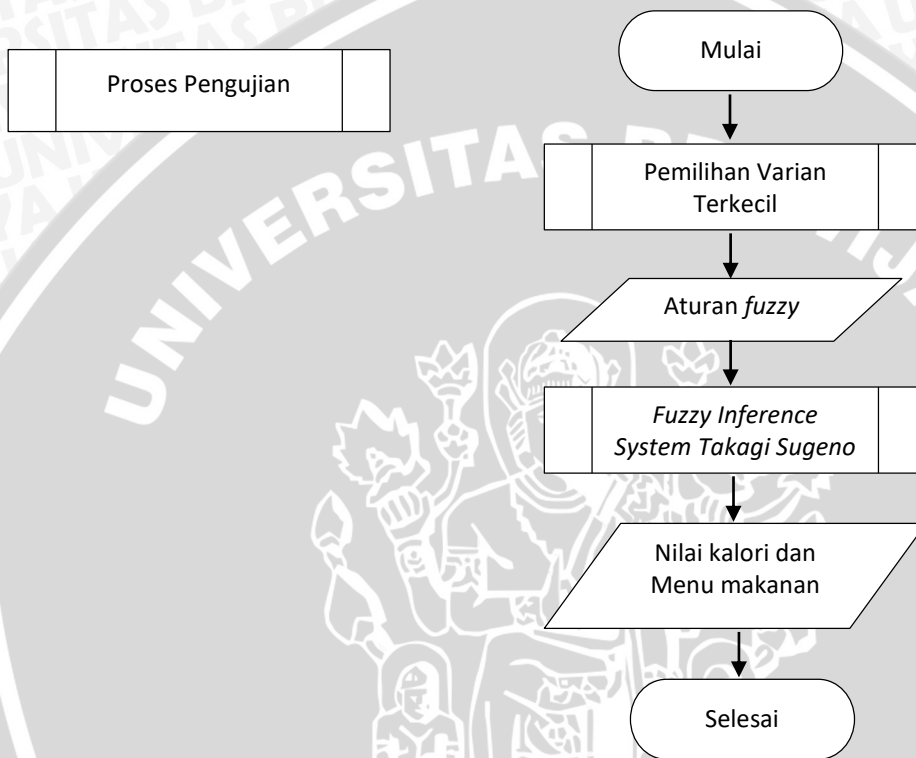 Proses Pengujian
Mulai
Pemilihan Varian
Terkecil
Aturan fuzzy
Fuzzy Inference
System Takagi Sugeno
Nilai kalori dan
Menu makanan
Selesai
UNIVERSITAS